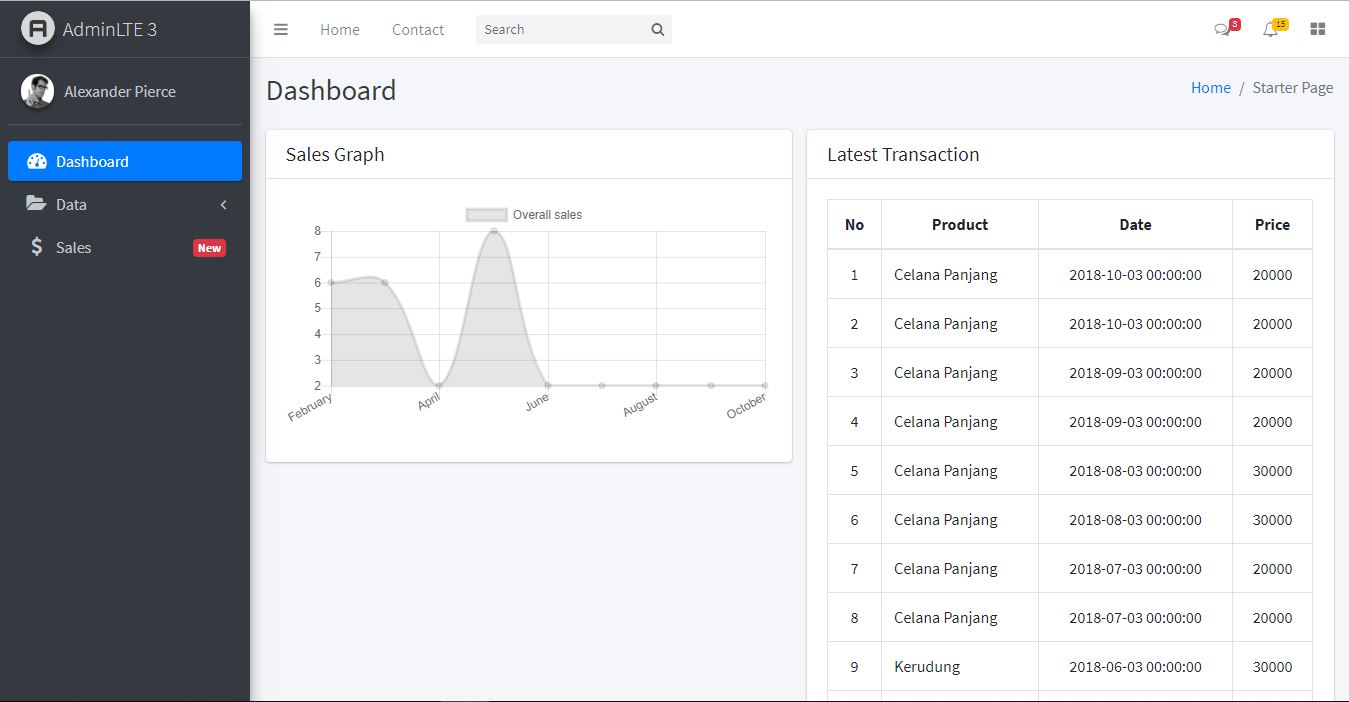 AdminLTE 3
Home Contact Search 3 15
Alexander Pierce
Dashboard
Data
Sales New
Dashboard
Home / Starter Page
Sales Graph
Overall sales
8
7
6
5
4
3
2
February April June August October
Latest Transaction
No Product Date Price
1 Celana Panjang 2018-10-03 00:00:00 20000
2 Celana Panjang 2018-10-03 00:00:00 20000
3 Celana Panjang 2018-09-03 00:00:00 20000
4 Celana Panjang 2018-09-03 00:00:00 20000
5 Celana Panjang 2018-08-03 00:00:00 30000
6 Celana Panjang 2018-08-03 00:00:00 30000
7 Celana Panjang 2018-07-03 00:00:00 20000
8 Celana Panjang 2018-07-03 00:00:00 20000
9 Kerudung 2018-06-03 00:00:00 30000